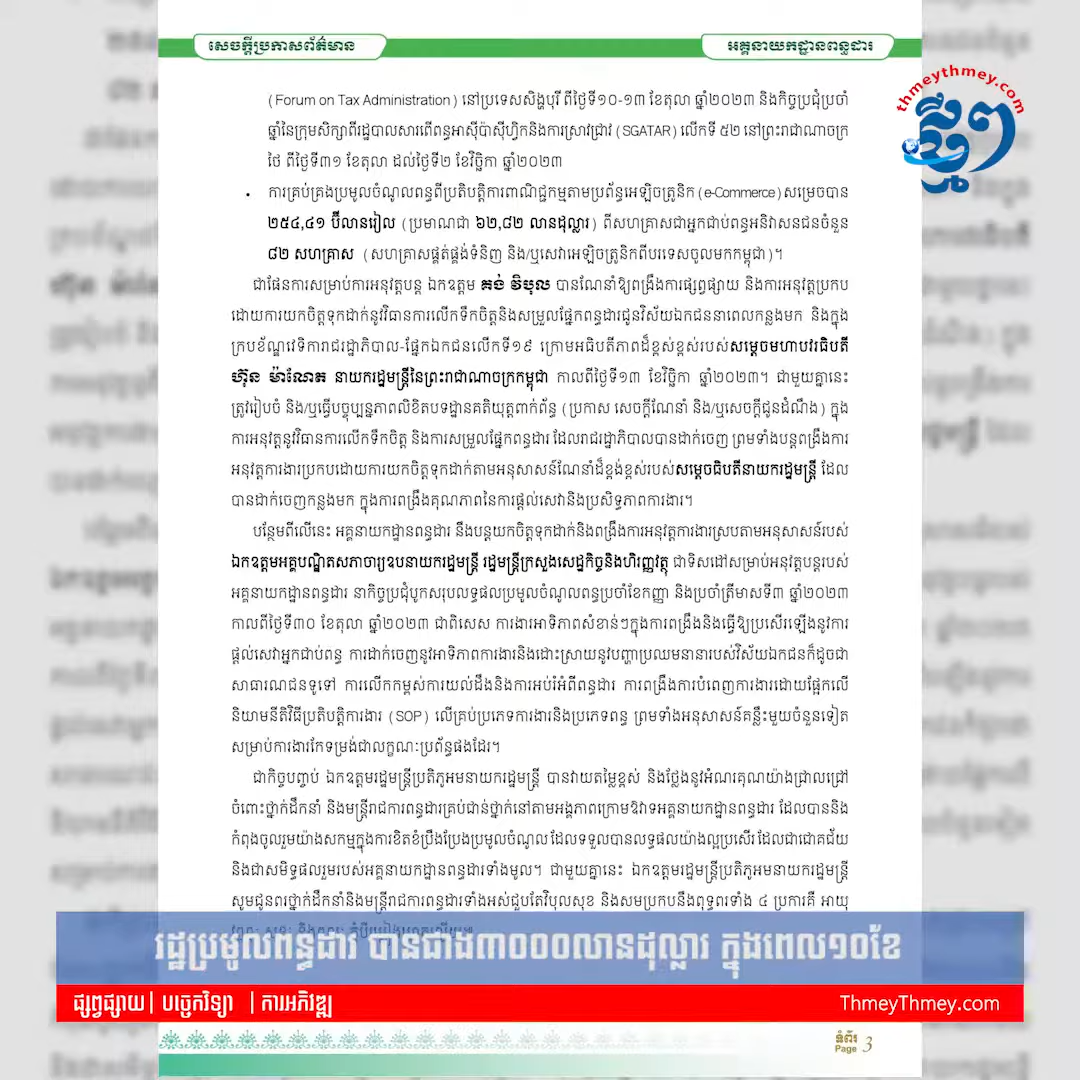 សេចក្តីប្រកាសព័ត៌មាន
អគ្គនាយកដ្ឋានពន្ធដារ
thmeythmey.com
ថ្មីៗ
(Forum on Tax Administration) នៅប្រទេសសិង្ហបុរី ពីថ្ងៃទី១០-១៣ ខែតុលា ឆ្នាំ២០២៣ និងកិច្ចប្រជុំប្រចាំ
ឆ្នាំនៃក្រុមសិក្សាពីរដ្ឋបាលសារពើពន្ធអាស៊ីប៉ាស៊ីហ្វិកនិងការស្រាវជ្រាវ (SGATAR) លើកទី ៥២ នៅព្រះរាជាណាចក្រ
ថៃ ពីថ្ងៃទី៣១ ខែតុលា ដល់ថ្ងៃទី២ ខែវិច្ឆិកា ឆ្នាំ២០២៣
• ការគ្រប់គ្រងប្រមូលចំណូលពន្ធពីប្រតិបត្តិការពាណិជ្ជកម្មតាមប្រព័ន្ធអេឡិចត្រូនិក (e-Commerce) សម្រេចបាន
២៥៤,៤១ ប៊ីលានរៀល (ប្រមាណជា ៦២,៨២ លានដុល្លារ) ពីសហគ្រាសជាអ្នកជាប់ពន្ធអនិវាសនជនចំនួន
៨២ សហគ្រាស (សហគ្រាសផ្គត់ផ្គង់ទំនិញ និង/ឬសេវាអេឡិចត្រូនិកពីបរទេសចូលមកកម្ពុជា)។
ជាផែនការសម្រាប់ការអនុវត្តបន្ត ឯកឧត្តម គង់ វិបុល បានណែនាំឱ្យពង្រឹងការផ្សព្វផ្សាយ និងការអនុវត្តប្រកប
ដោយការយកចិត្តទុកដាក់នូវវិធានការលើកទឹកចិត្តនិងសម្រួលផ្នែកពន្ធដារជូនវិស័យឯកជននាពេលកន្លងមក និងក្នុង
ក្របខ័ណ្ឌវេទិការាជរដ្ឋាភិបាល-ផ្នែកឯកជនលើកទី១៩ ក្រោមអធិបតីភាពដ៏ខ្ពស់ខ្ពស់របស់សម្តេចមហាបវរធិបតី
ហ៊ុន ម៉ាណែត នាយករដ្ឋមន្ត្រីនៃព្រះរាជាណាចក្រកម្ពុជា កាលពីថ្ងៃទី១៣ ខែវិច្ឆិកា ឆ្នាំ២០២៣។ ជាមួយគ្នានេះ
ត្រូវរៀបចំ និង/ឬធ្វើបច្ចុប្បន្នភាពលិខិតបទដ្ឋានគតិយុត្តពាក់ព័ន្ធ (ប្រកាស សេចក្តីណែនាំ និង/ឬសេចក្តីជូនដំណឹង) ក្នុង
ការអនុវត្តនូវវិធានការលើកទឹកចិត្ត និងការសម្រួលផ្នែកពន្ធដារ ដែលរាជរដ្ឋាភិបាលបានដាក់ចេញ ព្រមទាំងបន្តពង្រឹងការ
អនុវត្តការងារប្រកបដោយការយកចិត្តទុកដាក់តាមអនុសាសន៍ណែនាំដ៏ខ្ពង់ខ្ពស់របស់សម្តេចធិបតីនាយករដ្ឋមន្ត្រី ដែល
បានដាក់ចេញកន្លងមក ក្នុងការពង្រឹងគុណភាពនៃការផ្តល់សេវានិងប្រសិទ្ធភាពការងារ។
បន្ថែមពីលើនេះ អគ្គនាយកដ្ឋានពន្ធដារ នឹងបន្តយកចិត្តទុកដាក់និងពង្រឹងការអនុវត្តការងារស្របតាមអនុសាសន៍របស់
ឯកឧត្តមអគ្គបណ្ឌិតសភាចារ្យឧបនាយករដ្ឋមន្ត្រី រដ្ឋមន្ត្រីក្រសួងសេដ្ឋកិច្ចនិងហិរញ្ញវត្ថុ ជាទិសដៅសម្រាប់អនុវត្តបន្តរបស់
អគ្គនាយកដ្ឋានពន្ធដារ នាកិច្ចប្រជុំបូកសរុបលទ្ធផលប្រមូលចំណូលពន្ធប្រចាំខែកញ្ញា និងប្រចាំត្រីមាសទី៣ ឆ្នាំ២០២៣
កាលពីថ្ងៃទី៣០ ខែតុលា ឆ្នាំ២០២៣ ជាពិសេស ការងារអាទិភាពសំខាន់ៗក្នុងការពង្រឹងនិងធ្វើឱ្យប្រសើរឡើងនូវការ
ផ្តល់សេវាអ្នកជាប់ពន្ធ ការដាក់ចេញនូវអាទិភាពការងារនិងដោះស្រាយនូវបញ្ហាប្រឈមនានារបស់វិស័យឯកជនក៏ដូចជា
សាធារណជនទូទៅ ការលើកកម្ពស់ការយល់ដឹងនិងការអប់រំអំពីពន្ធដារ ការពង្រឹងការបំពេញការងារដោយផ្អែកលើ
និយាមនីតិវិធីប្រតិបត្តិការងារ (SOP) លើគ្រប់ប្រភេទការងារនិងប្រភេទពន្ធ ព្រមទាំងអនុសាសន៍គន្លឹះមួយចំនួនទៀត
សម្រាប់ការងារកែទម្រង់ជាលក្ខណៈប្រព័ន្ធផងដែរ។
ជាកិច្ចបញ្ចប់ ឯកឧត្តមរដ្ឋមន្ត្រីប្រតិភូអមនាយករដ្ឋមន្ត្រី បានវាយតម្លៃខ្ពស់ និងថ្លែងនូវអំណរគុណយ៉ាងជ្រាលជ្រៅ
ចំពោះថ្នាក់ដឹកនាំ និងមន្ត្រីរាជការពន្ធដារគ្រប់ជាន់ថ្នាក់នៅតាមអង្គភាពក្រោមឱវាទអគ្គនាយកដ្ឋានពន្ធដារ ដែលបាននិង
កំពុងចូលរួមយ៉ាងសកម្មក្នុងការខិតខំប្រឹងប្រែងប្រមូលចំណូល ដែលទទួលបានលទ្ធផលយ៉ាងល្អប្រសើរ ដែលជាជោគជ័យ
និងជាសមិទ្ធផលរួមរបស់អគ្គនាយកដ្ឋានពន្ធដារទាំងមូល។ ជាមួយគ្នានេះ ឯកឧត្តមរដ្ឋមន្ត្រីប្រតិភូអមនាយករដ្ឋមន្ត្រី
សូមជូនពរថ្នាក់ដឹកនាំនិងមន្ត្រីរាជការពន្ធដារទាំងអស់ជួបតែវិបុលសុខ និងសមប្រកបនឹងពុទ្ធពរទាំង ៤ ប្រការគឺ អាយុ
រដ្ឋប្រមូលពន្ធដារ បានជាង៣០០០លានដុល្លារ ក្នុងពេល១០ខែ
ផ្សព្វផ្សាយ | បច្ចេកវិទ្យា | ការអភិវឌ្ឍ
ThmeyThmey.com
ទំព័រ
Page 3